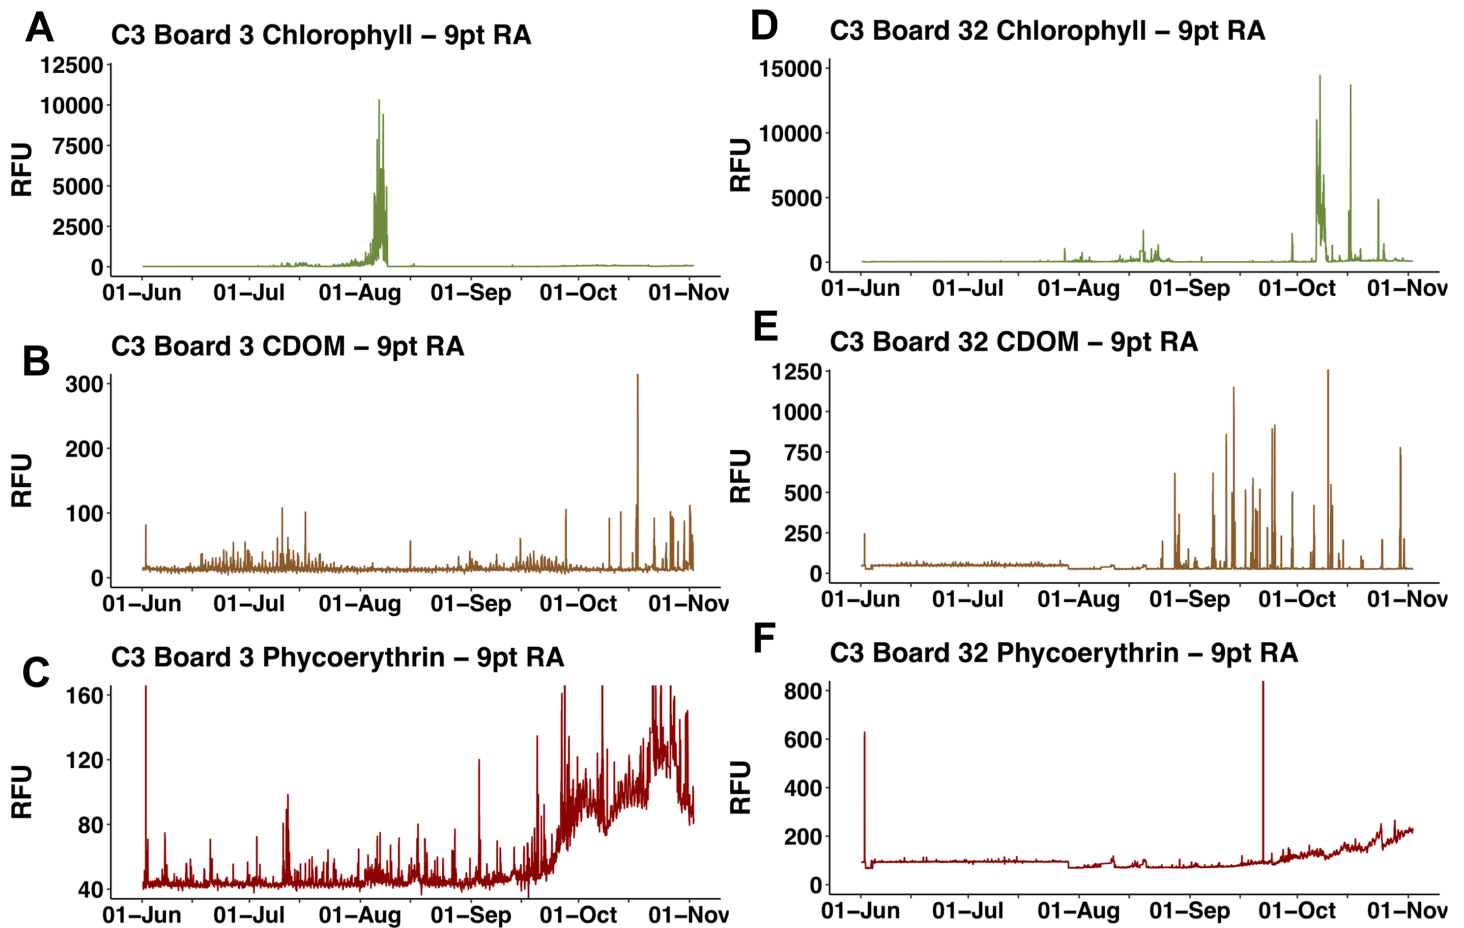 A
C3 Board 3 Chlorophyll – 9pt RA
RFU
12500
10000
7500
5000
2500
0
01–Jun 01–Jul 01–Aug 01–Sep 01–Oct 01–Nov
B
C3 Board 3 CDOM – 9pt RA
RFU
300
200
100
0
01–Jun 01–Jul 01–Aug 01–Sep 01–Oct 01–Nov
C
C3 Board 3 Phycoerythrin – 9pt RA
RFU
160
120
80
40
01–Jun 01–Jul 01–Aug 01–Sep 01–Oct 01–Nov
D
C3 Board 32 Chlorophyll – 9pt RA
RFU
15000
10000
5000
0
01–Jun 01–Jul 01–Aug 01–Sep 01–Oct 01–Nov
E
C3 Board 32 CDOM – 9pt RA
RFU
1250
1000
750
500
250
0
01–Jun 01–Jul 01–Aug 01–Sep 01–Oct 01–Nov
F
C3 Board 32 Phycoerythrin – 9pt RA
RFU
800
600
400
200
0
01–Jun 01–Jul 01–Aug 01–Sep 01–Oct 01–Nov